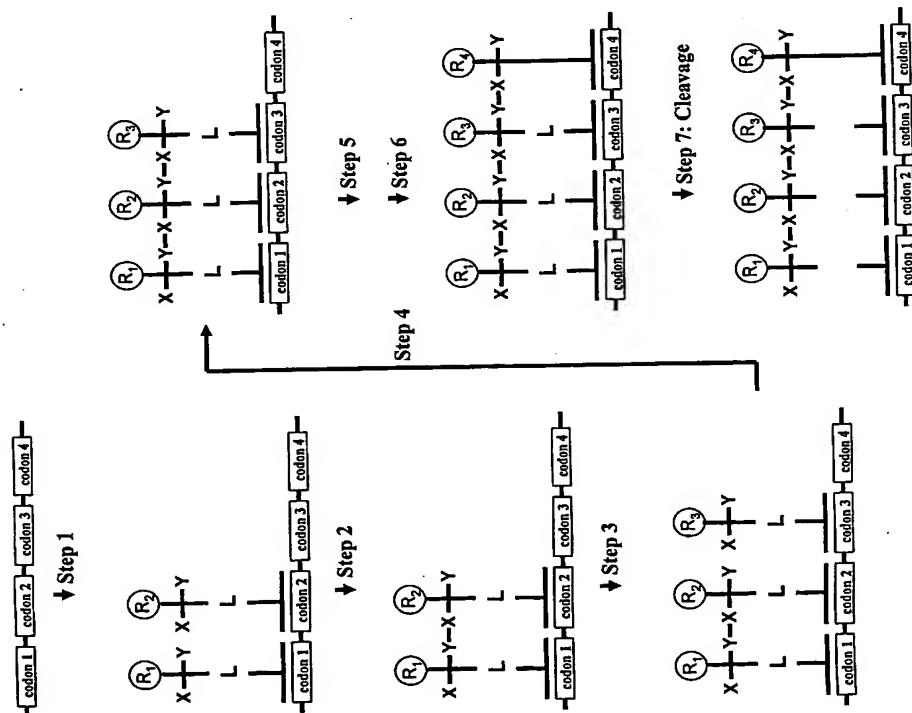 codon 1 codon 2 codon 3 codon 4
Step 1
R1 R2
X Y X Y
L L
codon 1 codon 2 codon 3 codon 4
Step 2
R1 R2
X Y–X Y
L L
codon 1 codon 2 codon 3 codon 4
Step 3
R1 R2 R3
X Y–X Y X Y
L L L
codon 1 codon 2 codon 3 codon 4
Step 4
R1 R2 R3
X Y–X Y–X Y
L L L
codon 1 codon 2 codon 3 codon 4
Step 5
Step 6
R1 R2 R3 R4
X Y–X Y–X Y–X Y
L L L
codon 1 codon 2 codon 3 codon 4
Step 7: Cleavage
R1 R2 R3 R4
X Y–X Y–X Y–X Y
codon 1 codon 2 codon 3 codon 4